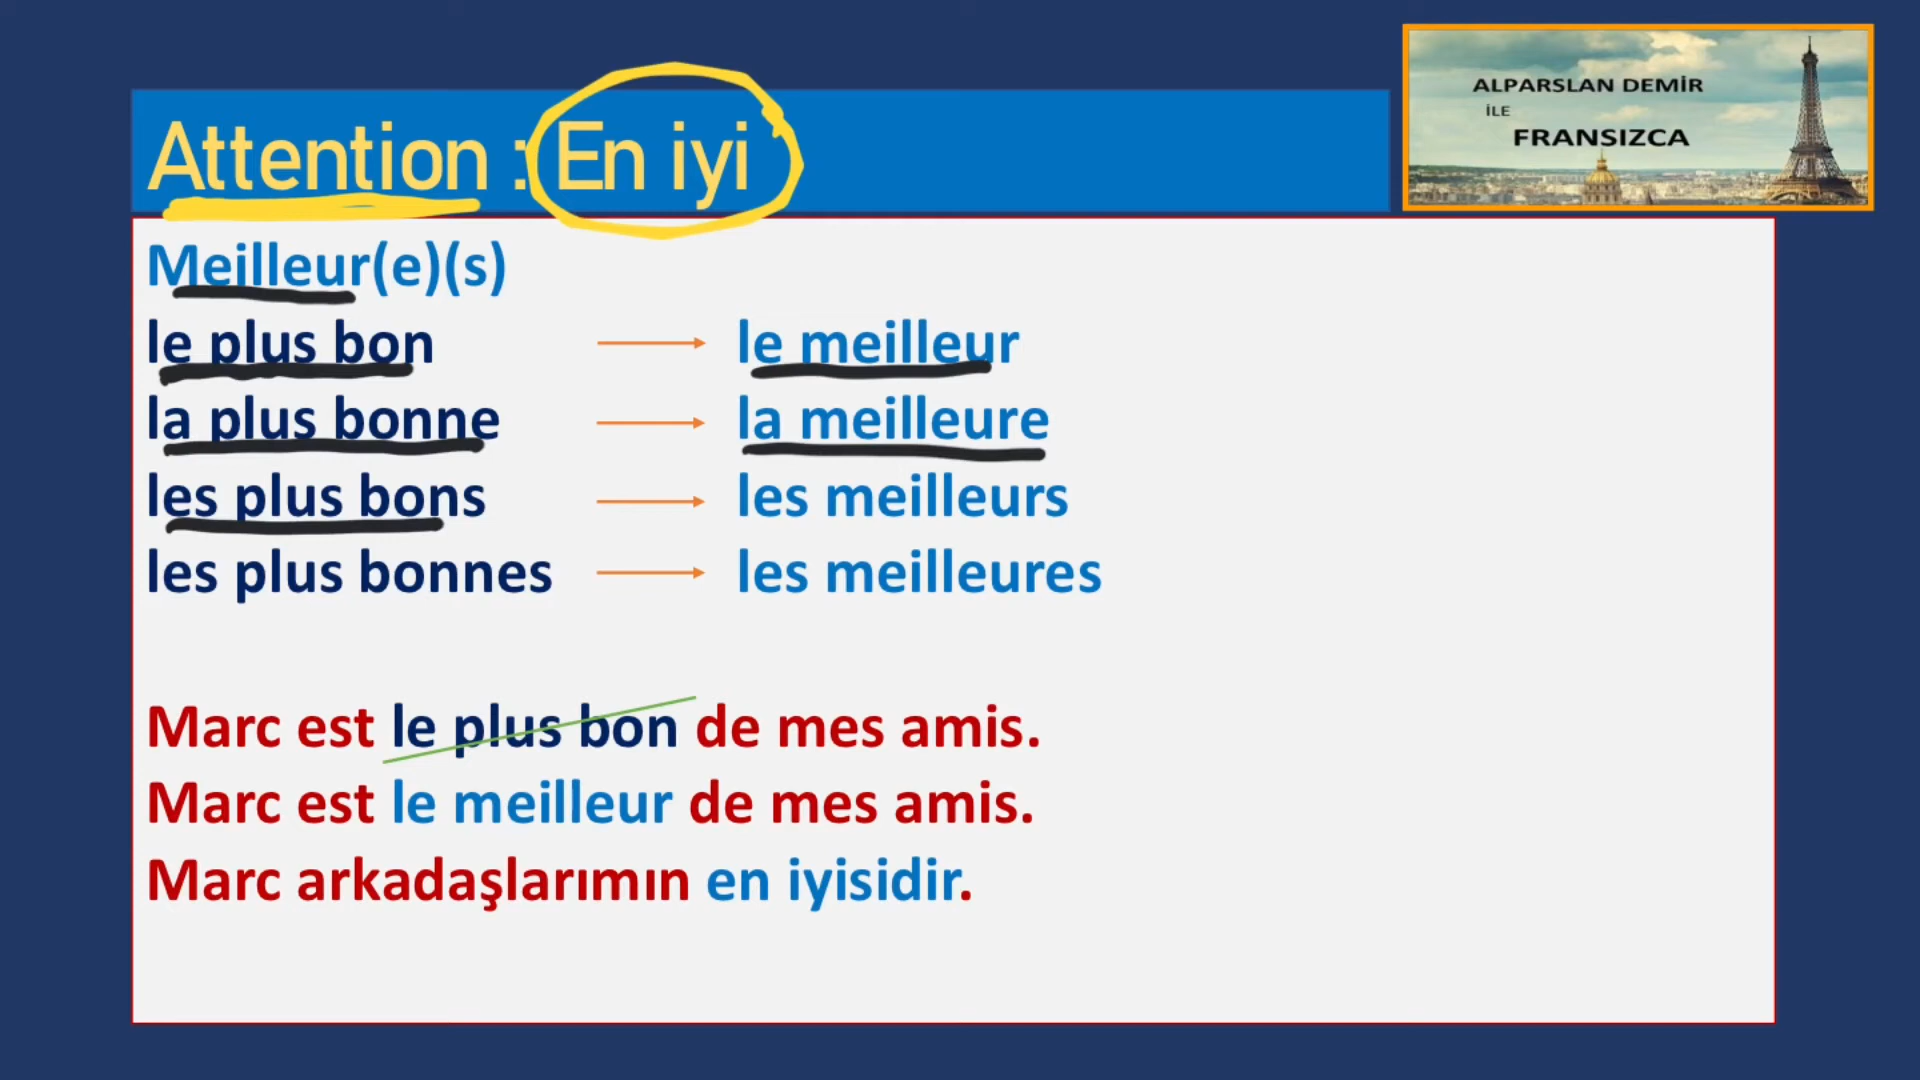 ALPARSLAN DEMİR
İLE
FRANSIZCA
Attention : En iyi
Meilleur(e)(s)
le plus bon le meilleur
la plus bonne la meilleure
les plus bons les meilleurs
les plus bonnes les meilleures
Marc est le plus bon de mes amis.
Marc est le meilleur de mes amis.
Marc arkadaşlarımın en iyisidir.